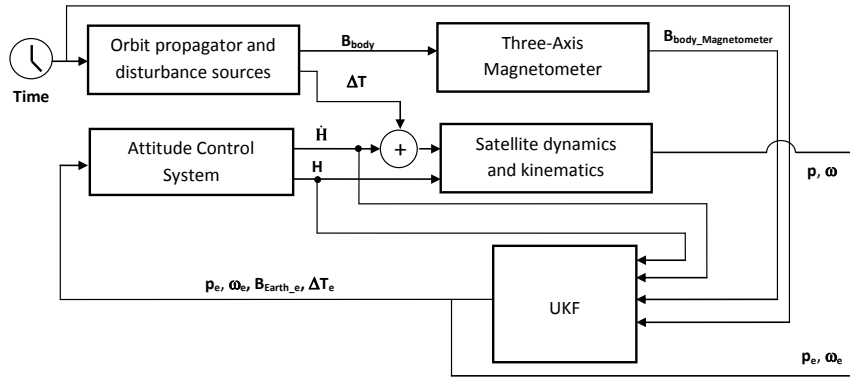 Orbit propagator and
disturbance sources
B_body
Three-Axis
Magnetometer
B_body_Magnetometer
Time
ΔT
Attitude Control
System
Ḣ
H
+
Satellite dynamics
and kinematics
p, ω
UKF
p_e, ω_e, B_Earth_e, ΔT_e
p_e, ω_e